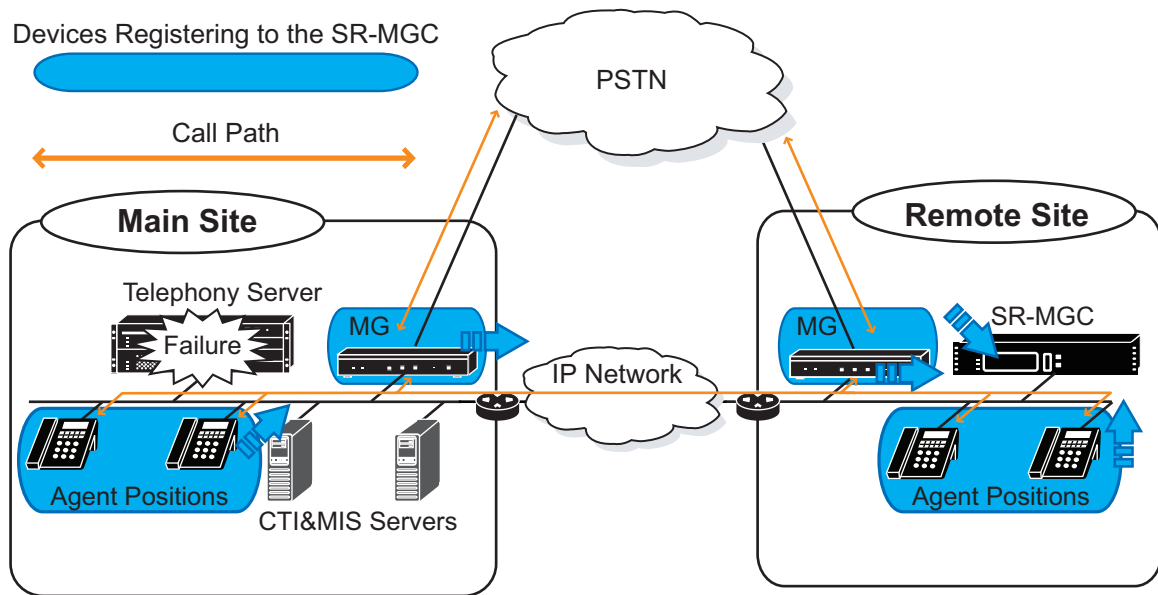 Devices Registering to the SR-MGC
PSTN
Call Path
Main Site
Remote Site
Telephony Server
Failure
MG
MG
SR-MGC
IP Network
Agent Positions
CTI&MIS Servers
Agent Positions